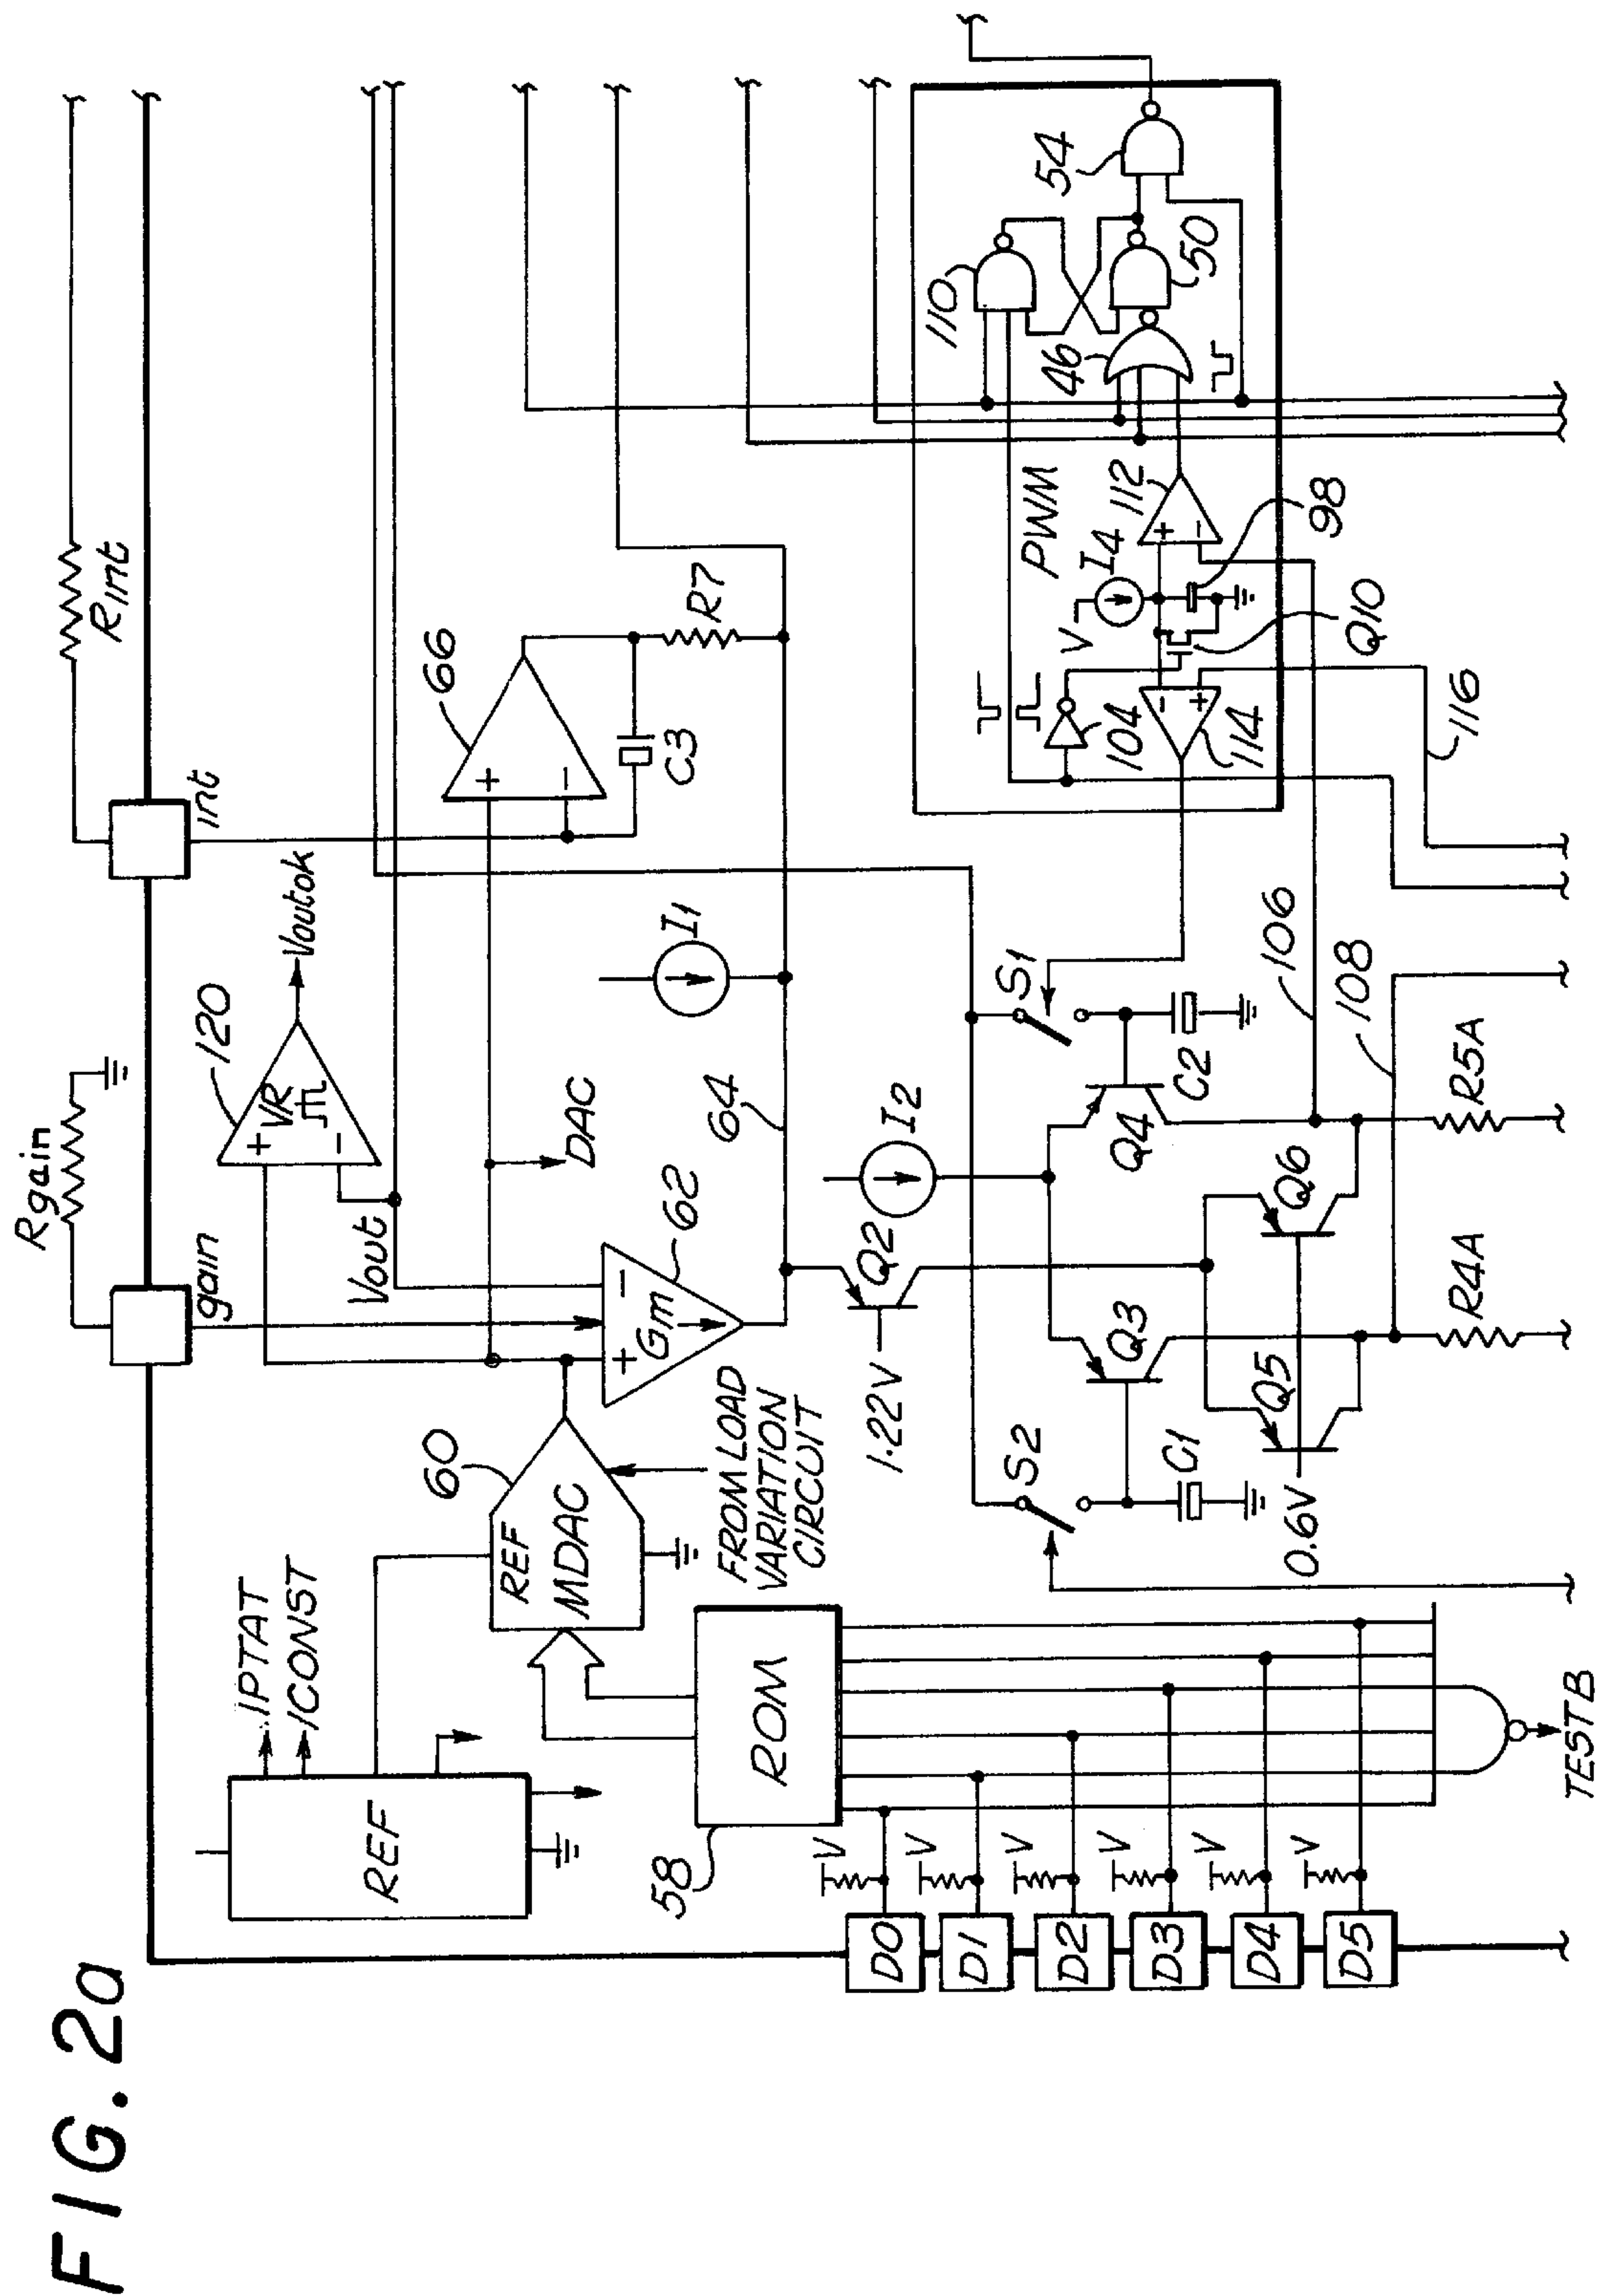 FIG. 2a
Rgain
Rint
gain
int
REF
IPTAT
ICONST
120
+
VR
-
Voutok
Vout
60
REF
MDAC
FROM LOAD
VARIATION
CIRCUIT
+
Gm
-
62
DAC
64
66
+
-
C3
R7
I1
58
ROM
V
V
V
V
V
V
D0
D1
D2
D3
D4
D5
TESTB
1.22V
Q2
I2
S2
S1
C1
C2
Q3
Q4
Q5
Q6
0.6V
R4A
R5A
106
108
116
PWM
V
I4
104
-
+
114
+
-
112
98
Q10
110
46
50
54